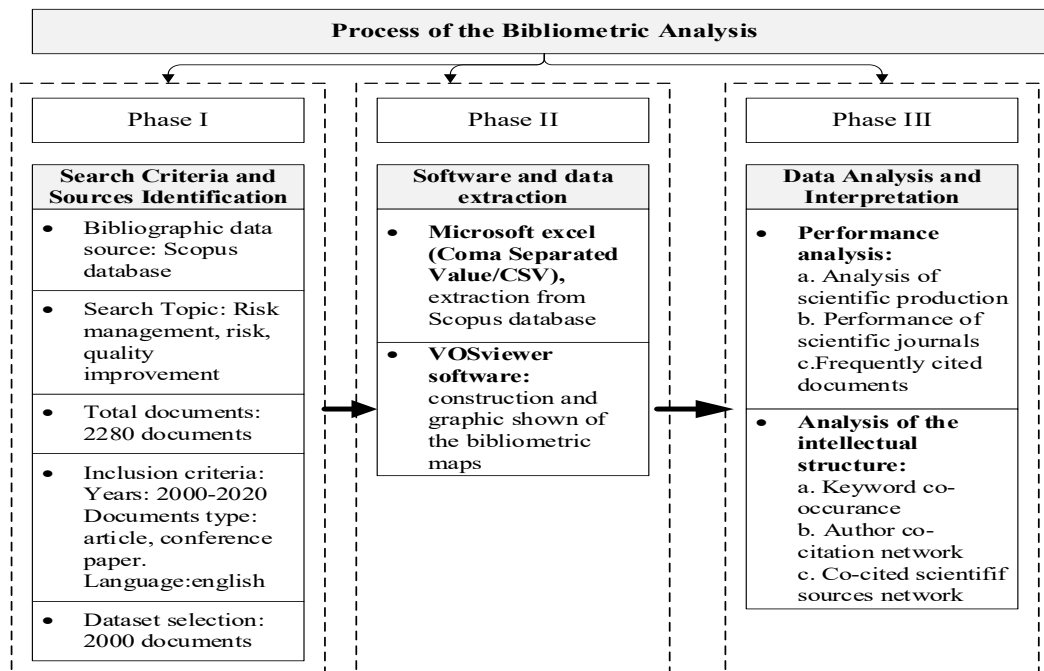 Process of the Bibliometric Analysis
Phase I
Search Criteria and
Sources Identification
• Bibliographic data
source: Scopus
database
• Search Topic: Risk
management, risk,
quality
improvement
• Total documents:
2280 documents
• Inclusion criteria:
Years: 2000-2020
Documents type:
article, conference
paper.
Language:english
• Dataset selection:
2000 documents
Phase II
Software and data
extraction
• Microsoft excel
(Coma Separated
Value/CSV),
extraction from
Scopus database
• VOSviewer
software:
construction and
graphic shown of
the bibliometric
maps
Phase III
Data Analysis and
Interpretation
• Performance
analysis:
a. Analysis of
scientific production
b. Performance of
scientific journals
c.Frequently cited
documents
• Analysis of the
intellectual
structure:
a. Keyword co-
occurance
b. Author co-
citation network
c. Co-cited scientifif
sources network